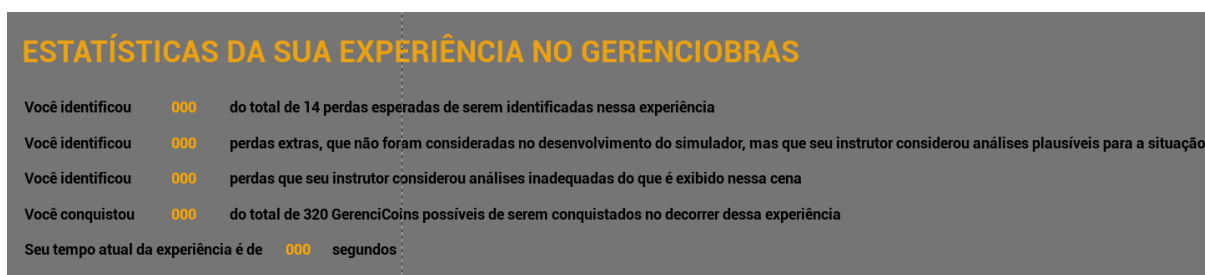 ESTATÍSTICAS DA SUA EXPERIÊNCIA NO GERENCIOBRAS
Você identificou 000 do total de 14 perdas esperadas de serem identificadas nessa experiência
Você identificou 000 perdas extras, que não foram consideradas no desenvolvimento do simulador, mas que seu instrutor considerou análises plausíveis para a situação
Você identificou 000 perdas que seu instrutor considerou análises inadequadas do que é exibido nessa cena
Você conquistou 000 do total de 320 GerenciCoins possíveis de serem conquistados no decorrer dessa experiência
Seu tempo atual da experiência é de 000 segundos